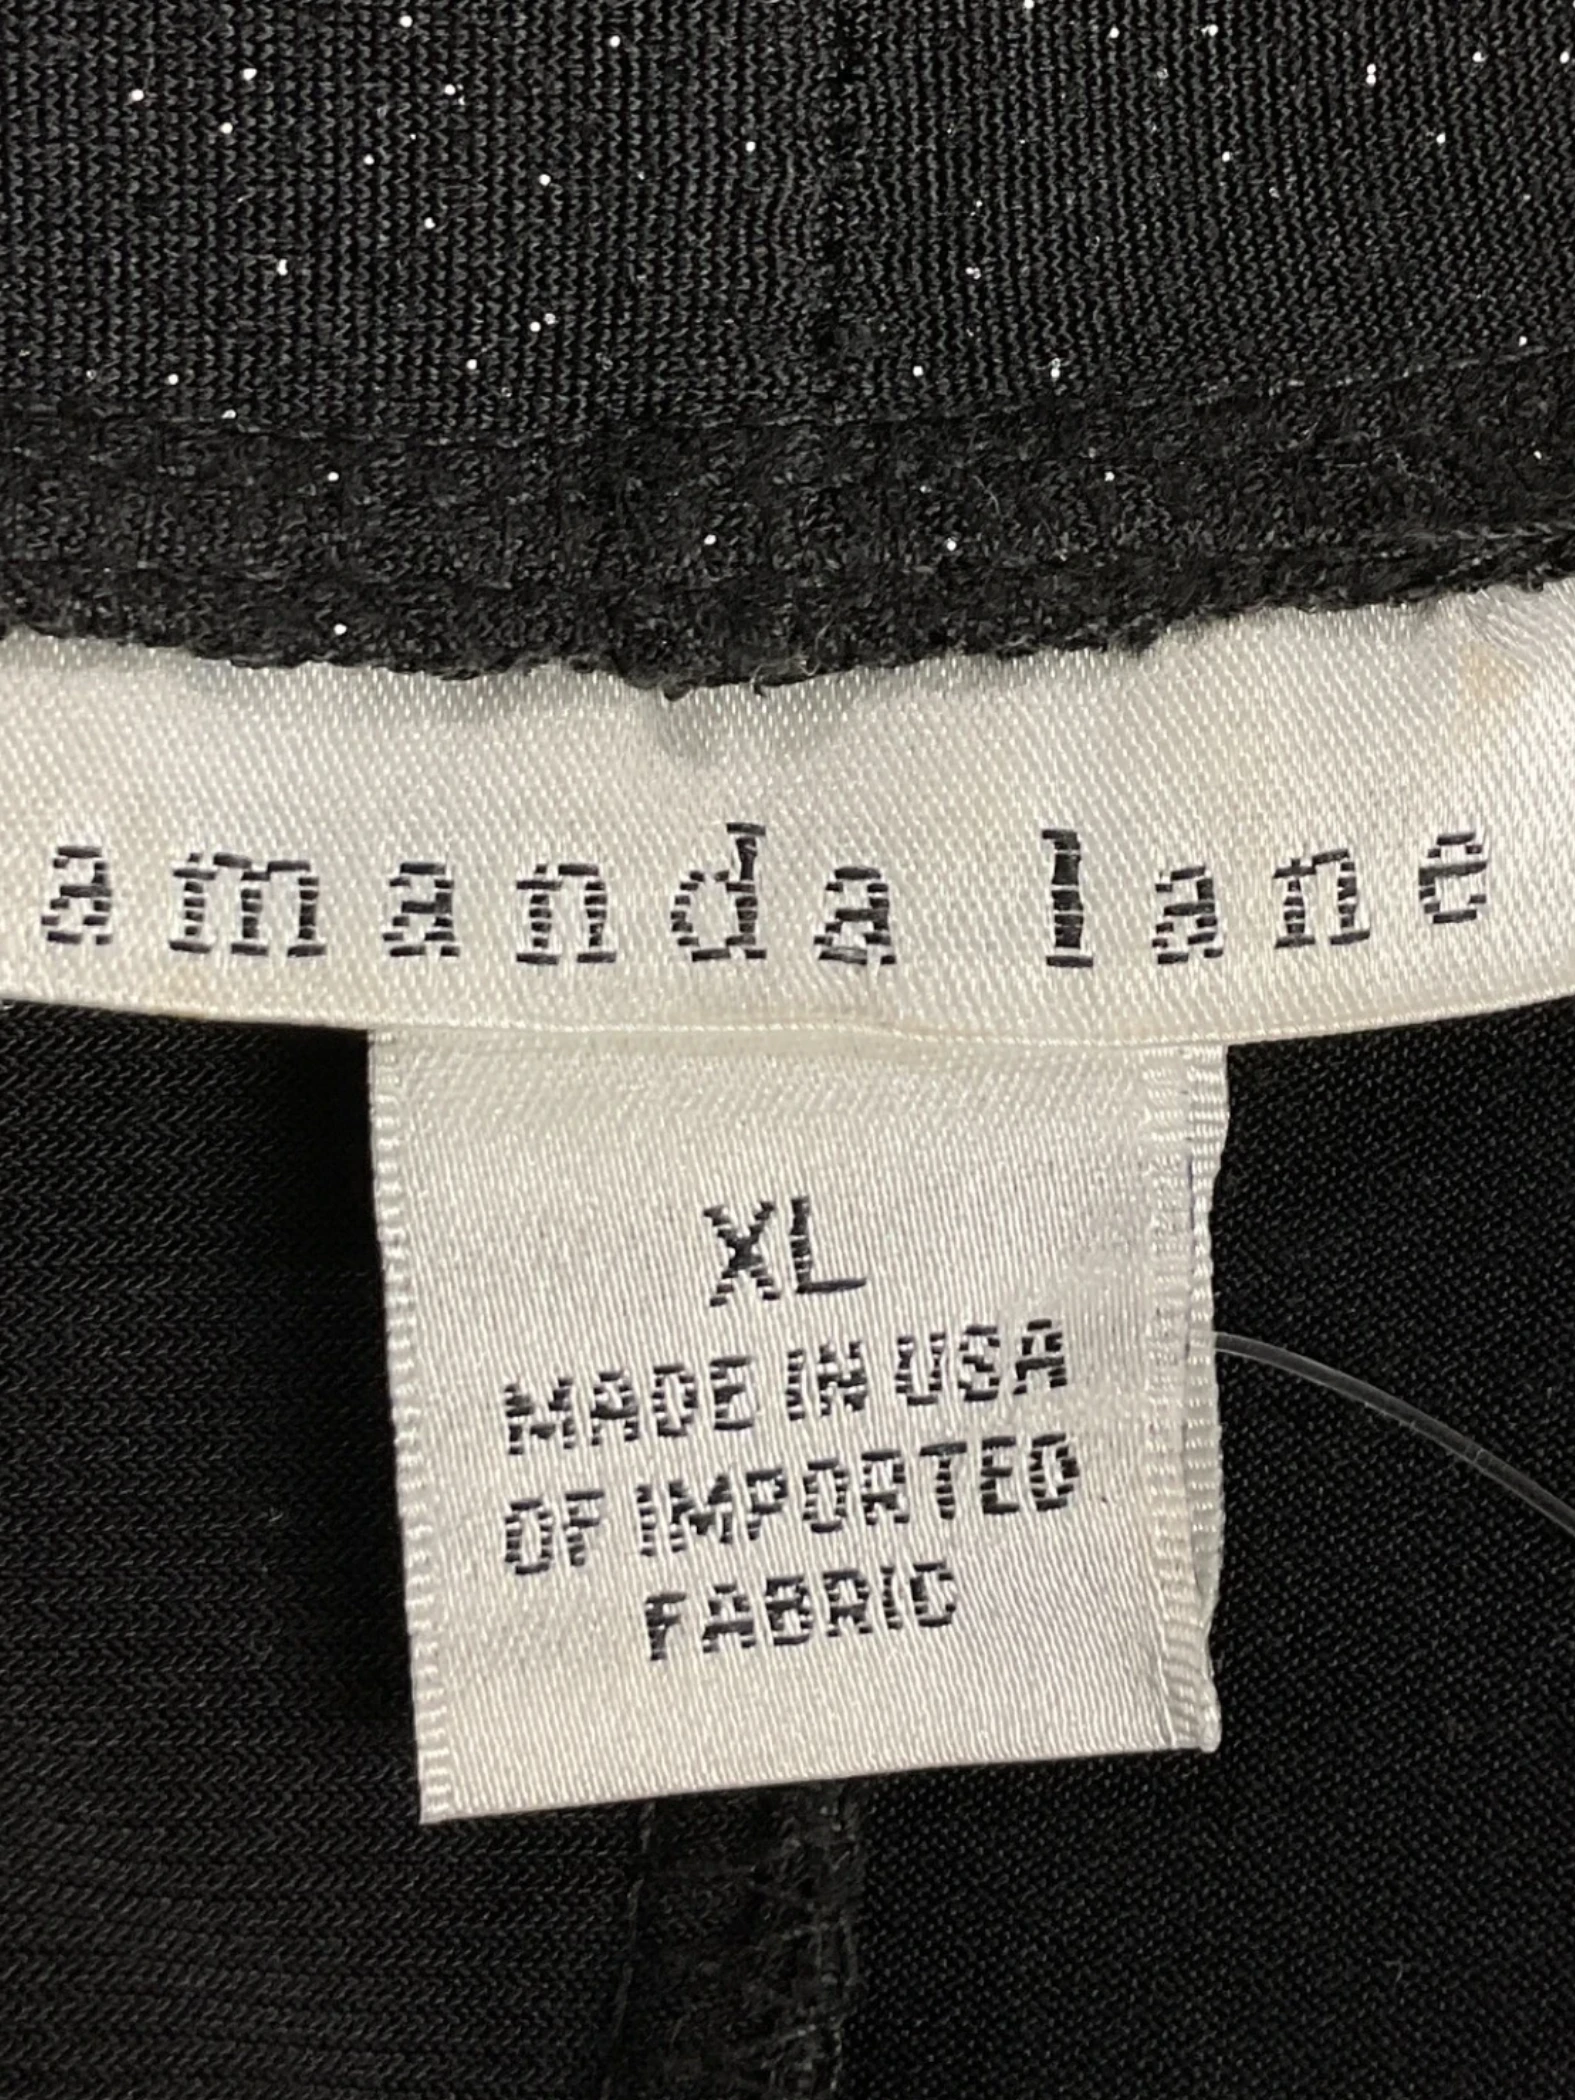 amanda lane
XL
MADE IN USA
OF IMPORTED
FABRIC